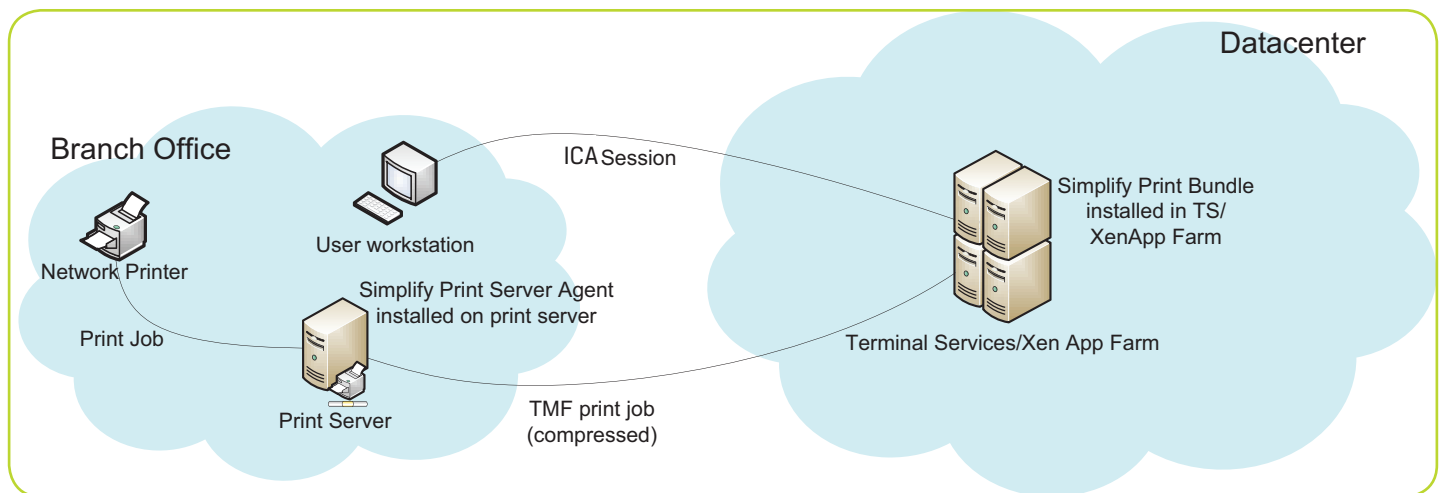 Datacenter
Branch Office
ICA Session
Simplify Print Bundle
installed in TS/
XenApp Farm
User workstation
Network Printer
Simplify Print Server Agent
installed on print server
Print Job
Terminal Services/Xen App Farm
Print Server
TMF print job
(compressed)